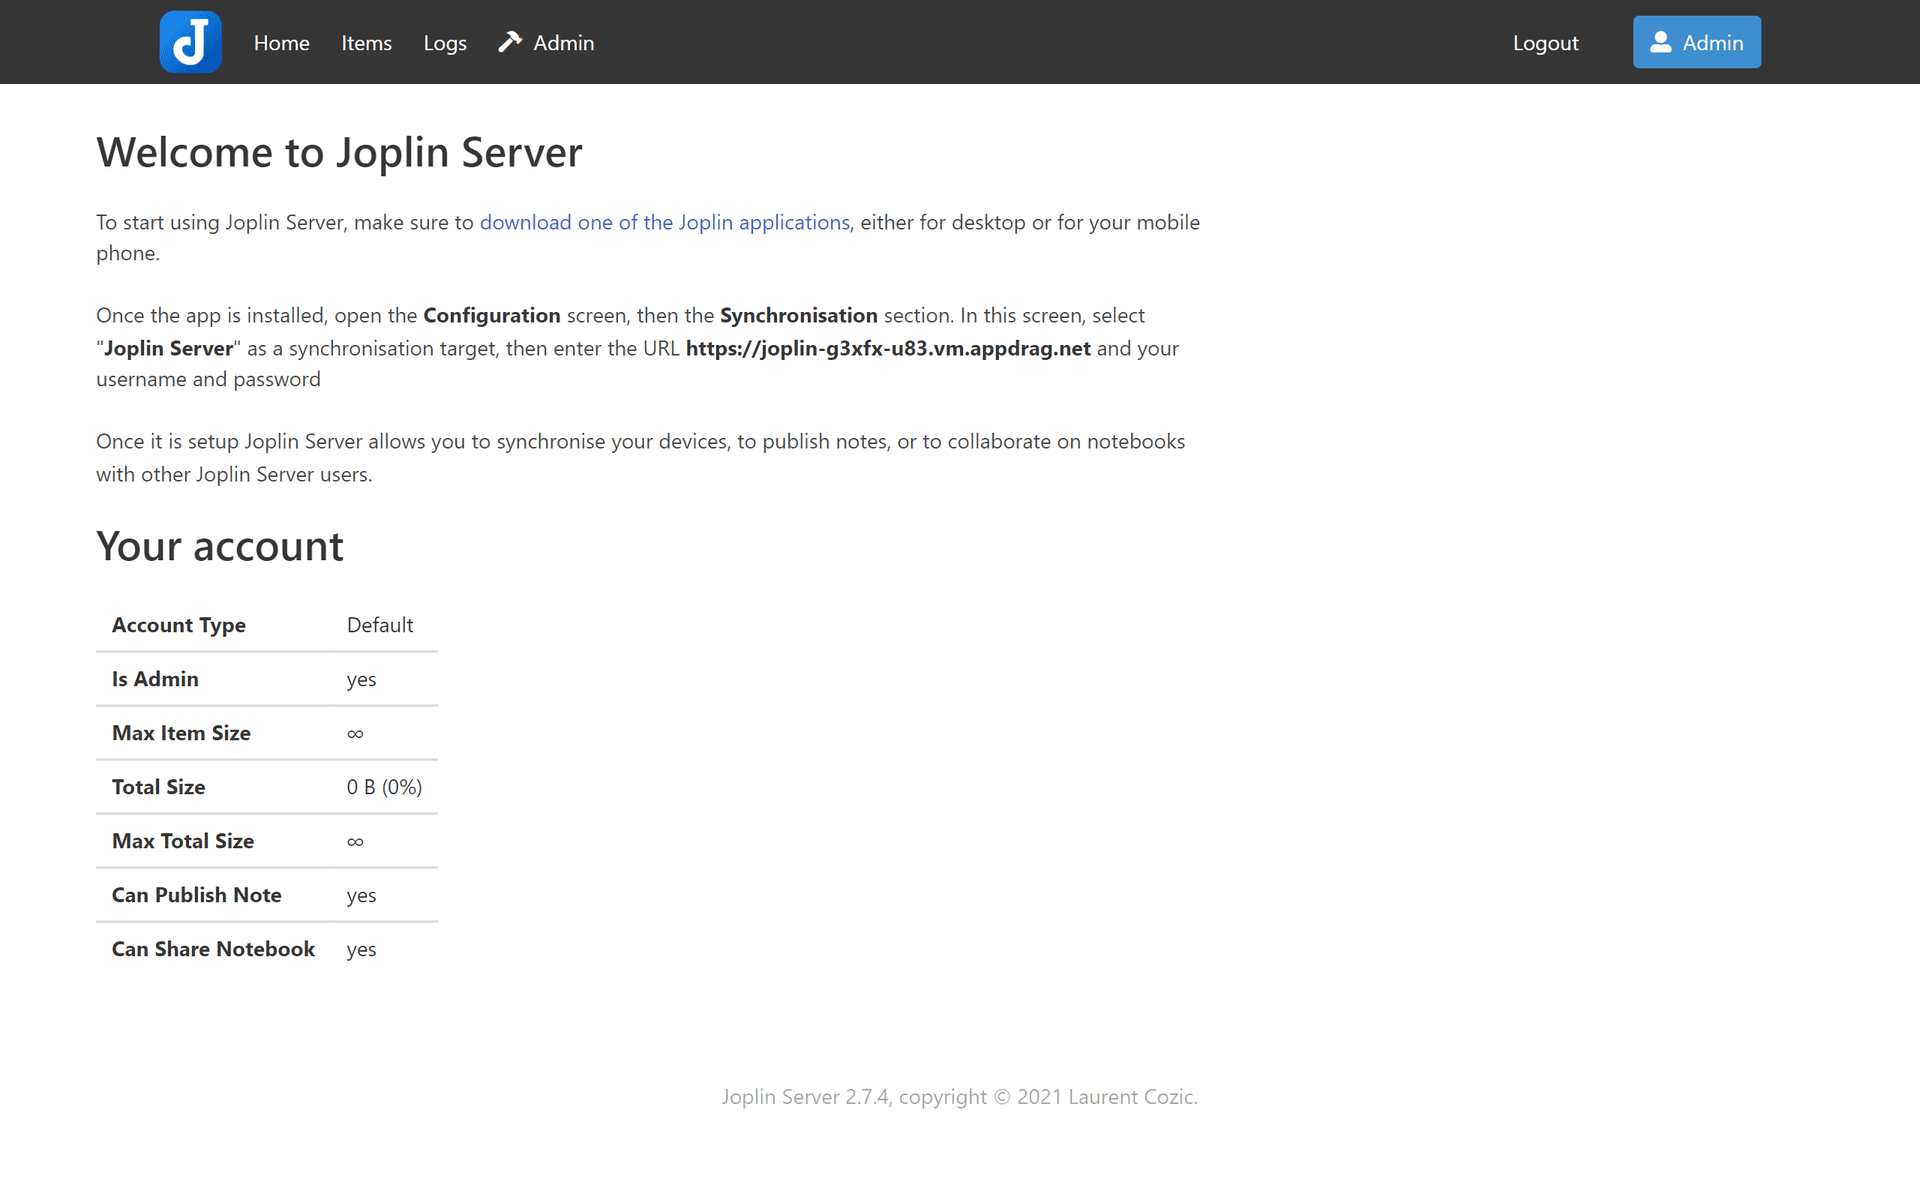 J Home Items Logs Admin Logout Admin
Welcome to Joplin Server
To start using Joplin Server, make sure to download one of the Joplin applications, either for desktop or for your mobile
phone.
Once the app is installed, open the Configuration screen, then the Synchronisation section. In this screen, select
"Joplin Server" as a synchronisation target, then enter the URL https://joplin-g3xfx-u83.vm.appdrag.net and your
username and password
Once it is setup Joplin Server allows you to synchronise your devices, to publish notes, or to collaborate on notebooks
with other Joplin Server users.
Your account
Account Type Default
Is Admin yes
Max Item Size ∞
Total Size 0 B (0%)
Max Total Size ∞
Can Publish Note yes
Can Share Notebook yes
Joplin Server 2.7.4, copyright © 2021 Laurent Cozic.